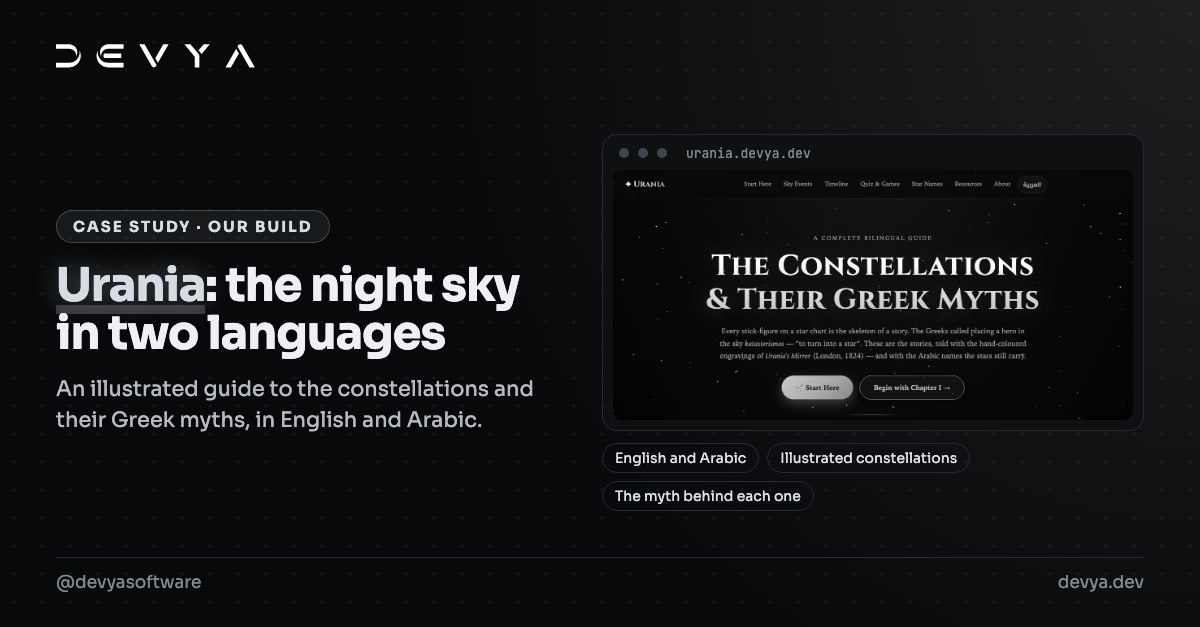 DEVYA
CASE STUDY · OUR BUILD
Urania: the night sky
in two languages
An illustrated guide to the constellations and
their Greek myths, in English and Arabic.
urania.devya.dev
✦ URANIA
Start Here Sky Events Timeline Quiz & Games Star Names Resources About العربية
A COMPLETE BILINGUAL GUIDE
THE CONSTELLATIONS
& THEIR GREEK MYTHS
Every stick-figure on a star chart is the skeleton of a story. The Greeks called placing a hero in
the sky katasterismos — "to turn into a star". These are the stories, told with the hand-coloured
engravings of Urania's Mirror (London, 1824) — and with the Arabic names the stars still carry.
Start Here
Begin with Chapter I →
English and Arabic
Illustrated constellations
The myth behind each one
@devyasoftware
devya.dev